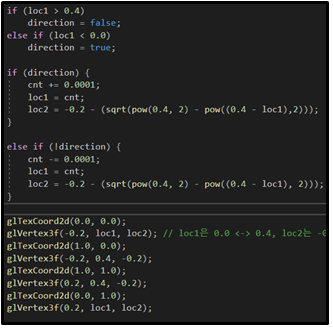 if (loc1 > 0.4)
    direction = false;
else if (loc1 < 0.0)
    direction = true;

if (direction) {
    cnt += 0.0001;
    loc1 = cnt;
    loc2 = -0.2 - (sqrt(pow(0.4, 2) - pow((0.4 - loc1),2)));
}

else if (!direction) {
    cnt -= 0.0001;
    loc1 = cnt;
    loc2 = -0.2 - (sqrt(pow(0.4, 2) - pow((0.4 - loc1), 2)));
}

glTexCoord2d(0.0, 0.0);
glVertex3f(-0.2, loc1, loc2); // loc1은 0.0 <-> 0.4, loc2는 -0
glTexCoord2d(1.0, 0.0);
glVertex3f(-0.2, 0.4, -0.2);
glTexCoord2d(1.0, 1.0);
glVertex3f(0.2, 0.4, -0.2);
glTexCoord2d(0.0, 1.0);
glVertex3f(0.2, loc1, loc2);